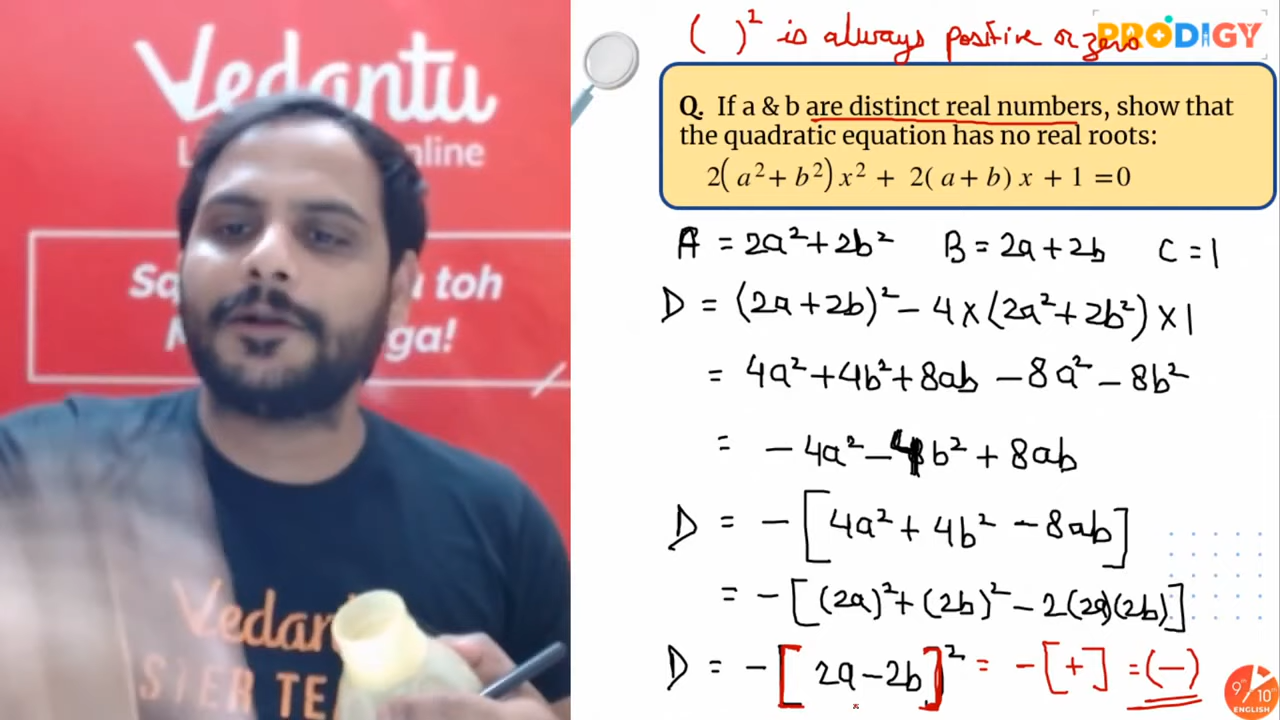 Vedantu
( )² is always positive or zero
PRODIGY
Q. If a & b are distinct real numbers, show that
the quadratic equation has no real roots:
2( a² + b² ) x² + 2( a + b ) x + 1 = 0
A = 2a² + 2b² B = 2a + 2b C = 1
D = (2a + 2b)² - 4 × (2a² + 2b²) × 1
= 4a² + 4b² + 8ab - 8a² - 8b²
= - 4a² - 4b² + 8ab
D = - [4a² + 4b² - 8ab]
= - [(2a)² + (2b)² - 2(2a)(2b)]
D = - [2a - 2b]² = - [+] = (-)
toh
ga!
Vedan
STER TE
9th/10th
ENGLISH